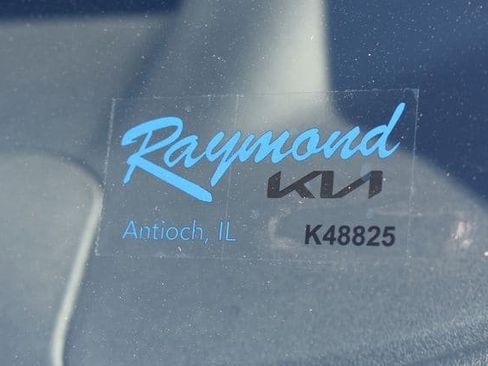 Raymond
KIA
Antioch, IL K48825